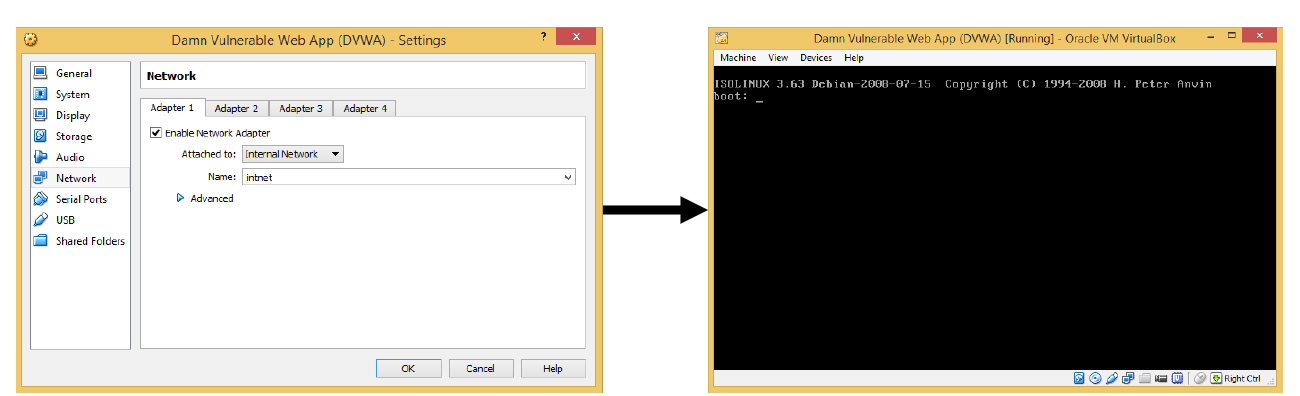 Damn Vulnerable Web App (DVWA) - Settings
?
x
General
System
Display
Storage
Audio
Network
Serial Ports
USB
Shared Folders
Network
Adapter 1
Adapter 2
Adapter 3
Adapter 4
Enable Network Adapter
Attached to: Internal Network
Name: intnet
Advanced
OK
Cancel
Help
Damn Vulnerable Web App (DVWA) [Running] - Oracle VM VirtualBox
x
Machine View Devices Help
ISOLINUX 3.63 Debian-2008-07-15 Copyright (C) 1994-2008 H. Peter Anvin
boot: _
Right Ctrl